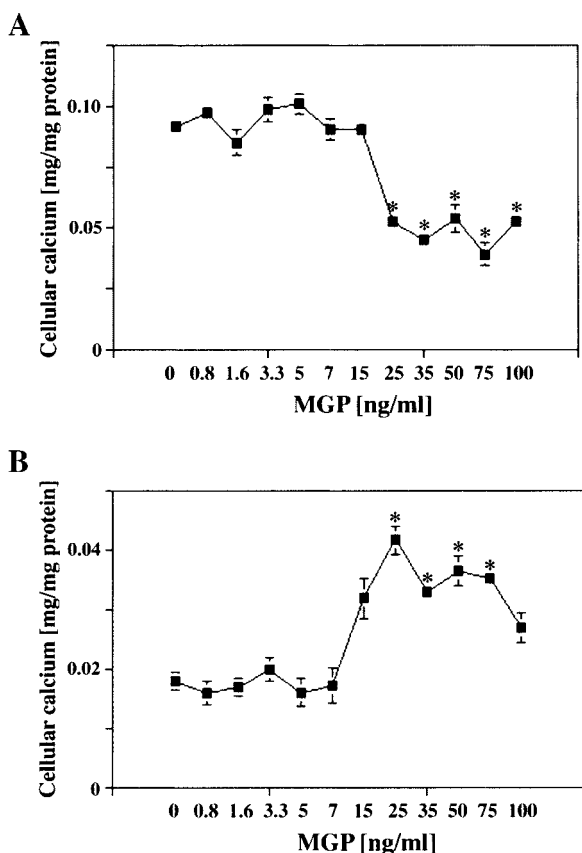 A
Cellular calcium [mg/mg protein]
0.10
0.05
0
* * * * *
0 0.8 1.6 3.3 5 7 15 25 35 50 75 100
MGP [ng/ml]
B
Cellular calcium [mg/mg protein]
0.04
0.02
0
* * * *
0 0.8 1.6 3.3 5 7 15 25 35 50 75 100
MGP [ng/ml]